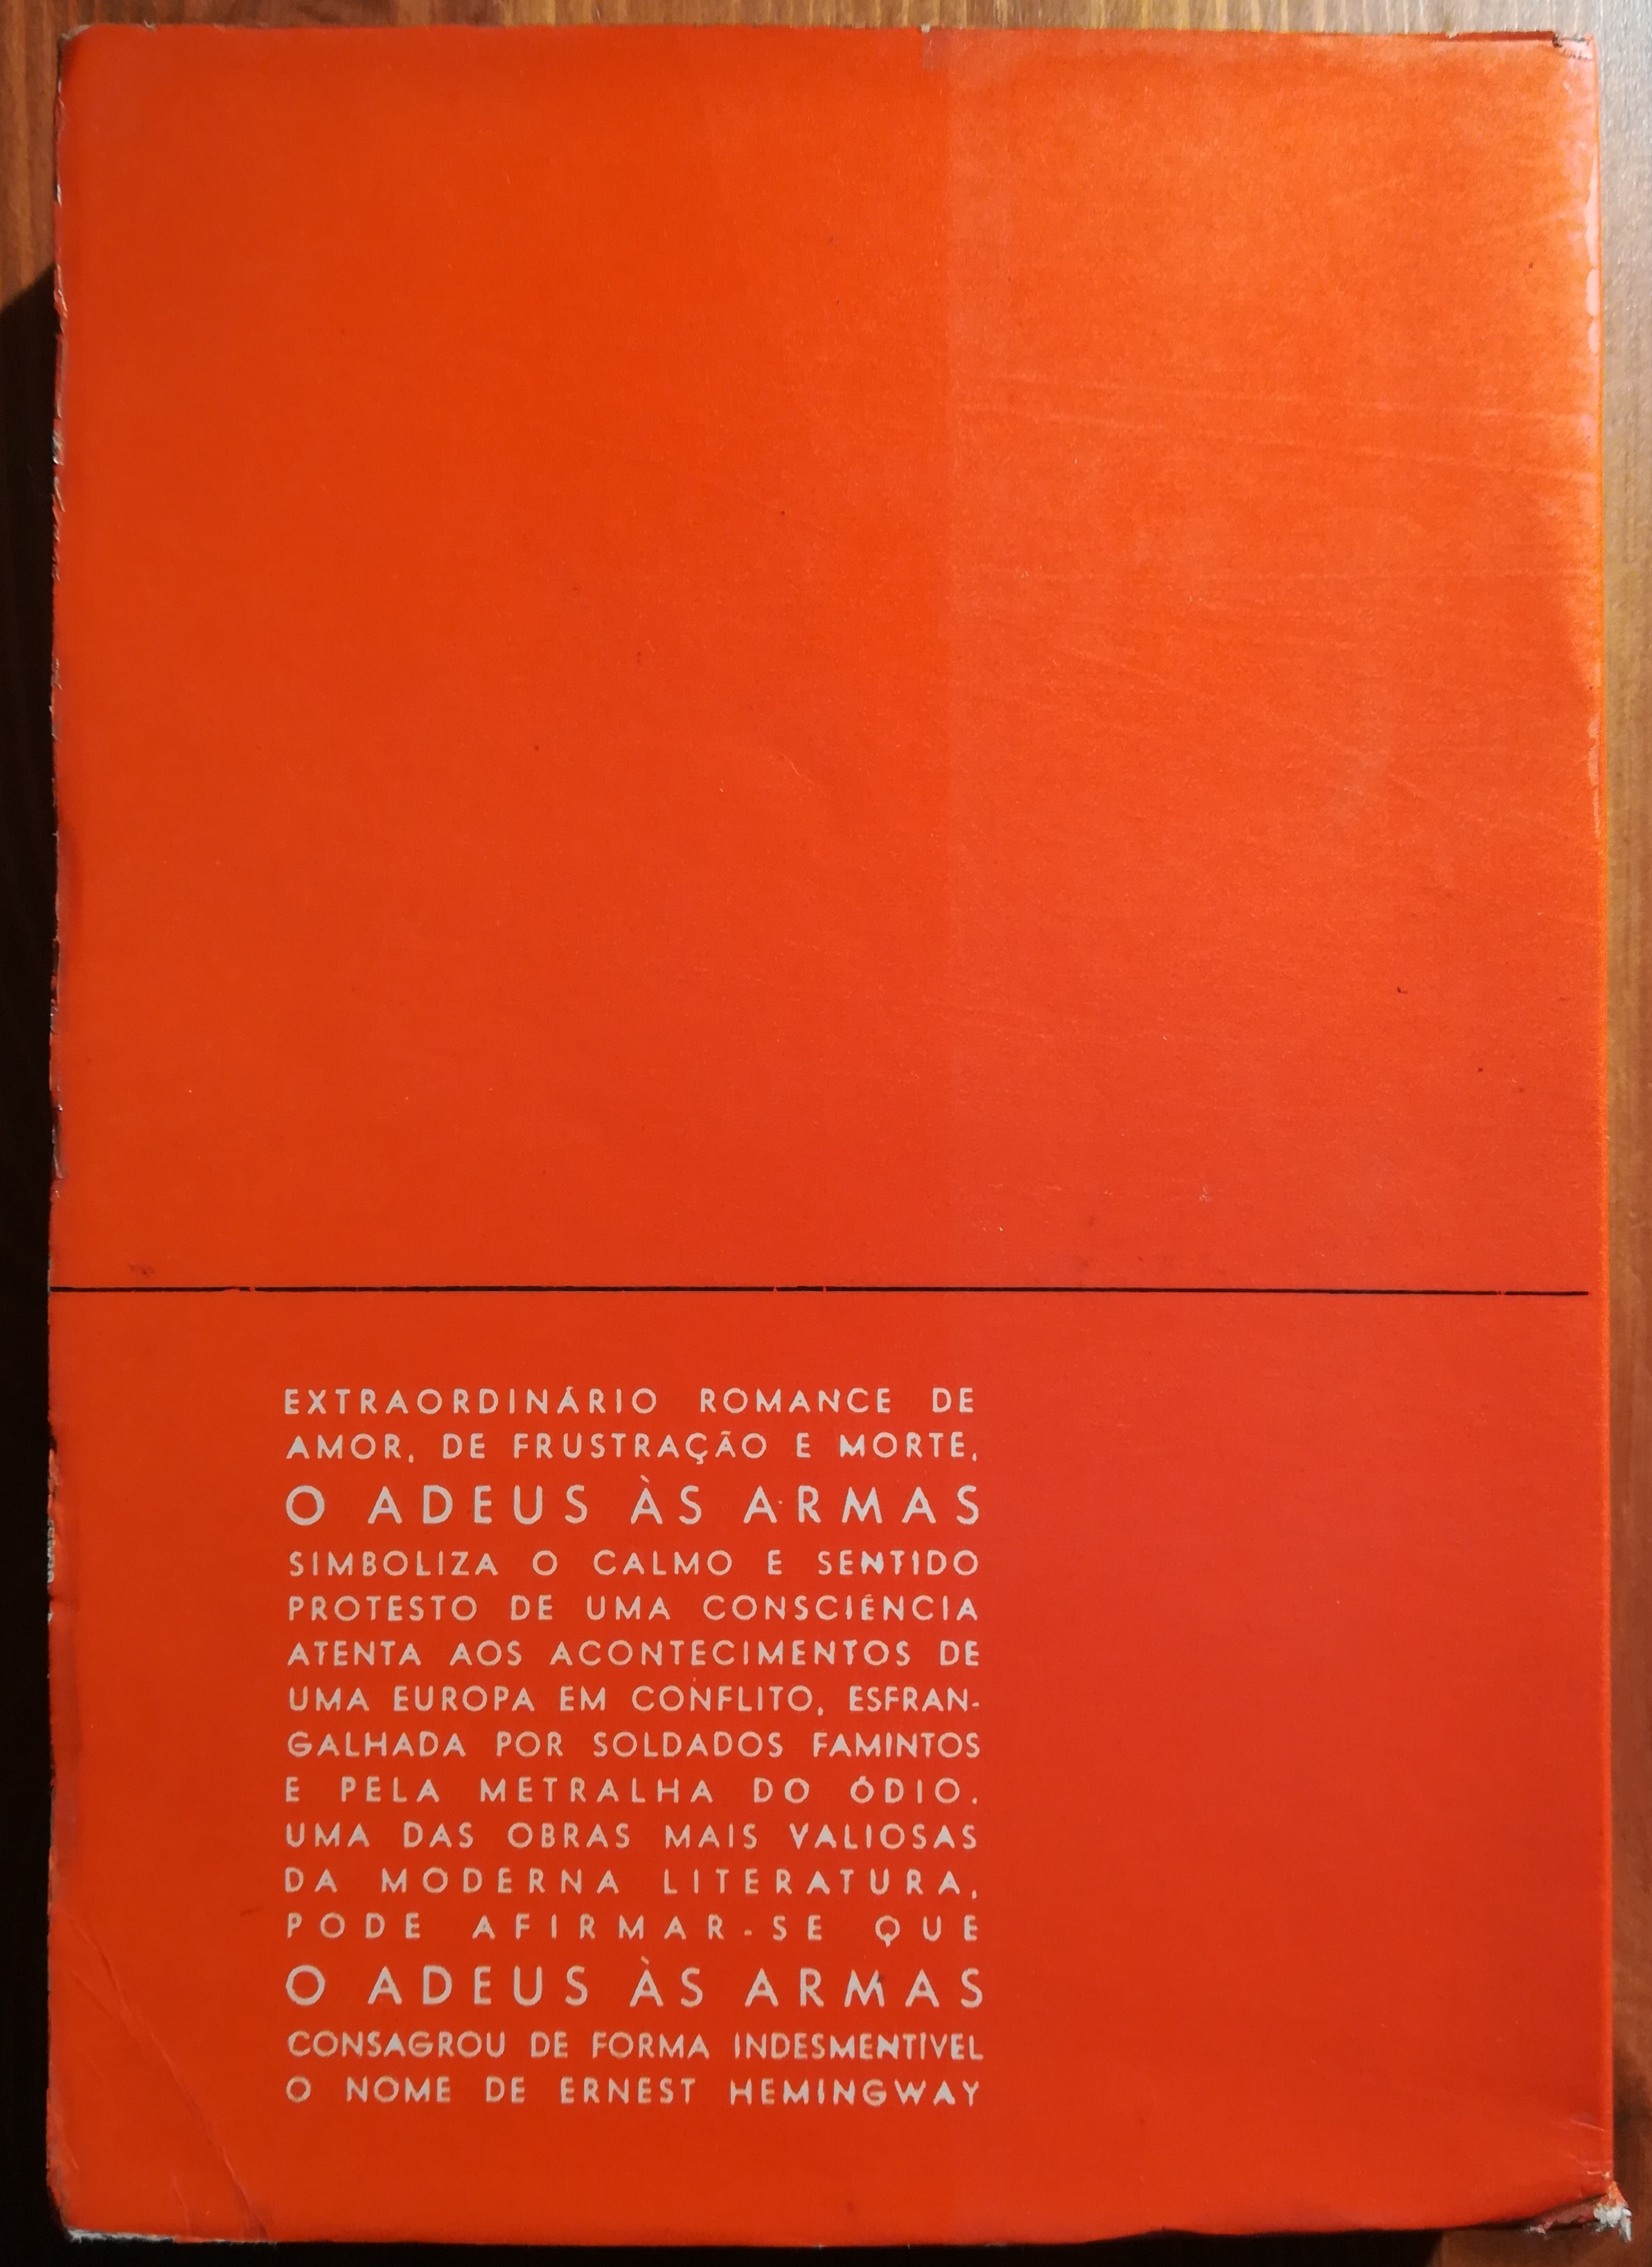 EXTRAORDINÁRIO ROMANCE DE
AMOR, DE FRUSTRAÇÃO E MORTE,
O ADEUS ÀS ARMAS
SIMBOLIZA O CALMO E SENTIDO
PROTESTO DE UMA CONSCIÊNCIA
ATENTA AOS ACONTECIMENTOS DE
UMA EUROPA EM CONFLITO, ESFRAN-
GALHADA POR SOLDADOS FAMINTOS
E PELA METRALHA DO ÓDIO.
UMA DAS OBRAS MAIS VALIOSAS
DA MODERNA LITERATURA,
PODE AFIRMAR-SE QUE
O ADEUS ÀS ARMAS
CONSAGROU DE FORMA INDESMENTÍVEL
O NOME DE ERNEST HEMINGWAY